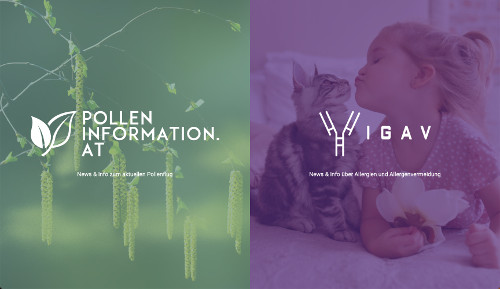 POLLEN
INFORMATION.
AT
News & Info zum aktuellen Pollenflug
IGAV
News & Info über Allergien und Allergenvermeidung